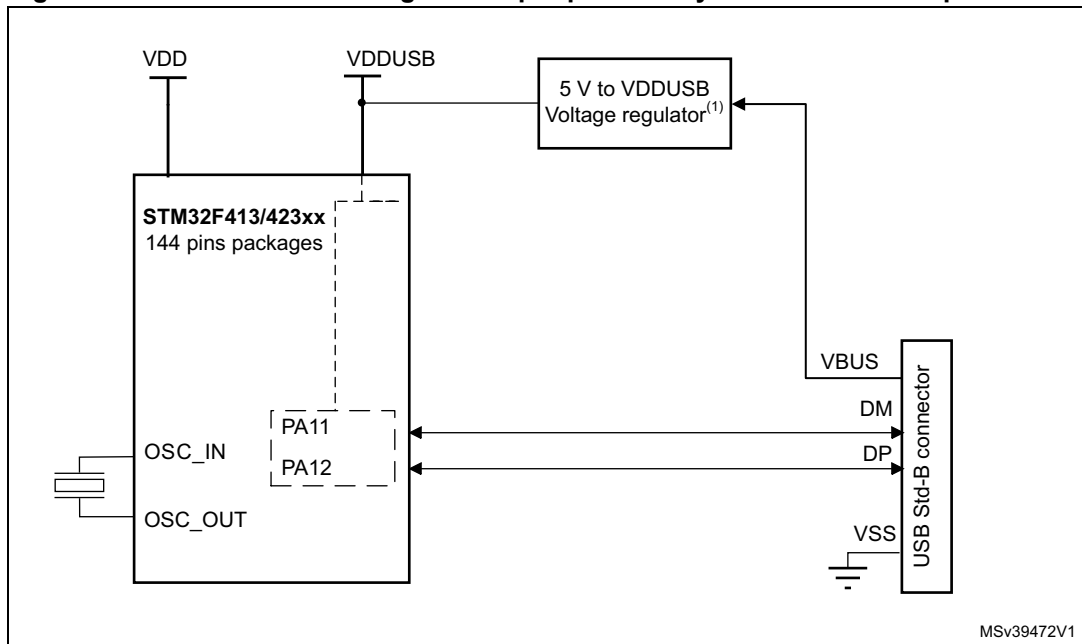 VDD
VDDUSB
5 V to VDDUSB
Voltage regulator(1)
STM32F413/423xx
144 pins packages
VBUS
DM
PA11
OSC_IN
DP
PA12
OSC_OUT
VSS
USB Std-B connector
MSv39472V1